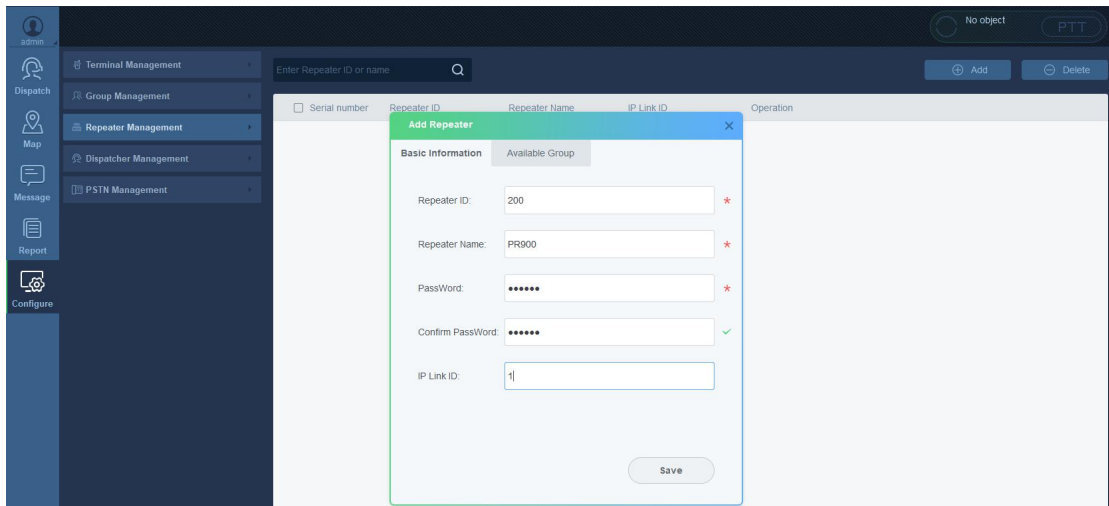 No object
PTT
admin
Terminal Management
Enter Repeater ID or name
Add
Delete
Dispatch
Group Management
Serial number Repeater ID Repeater Name IP Link ID Operation
Repeater Management
Add Repeater
Map
Basic Information Available Group
Dispatcher Management
PSTN Management
Message
Repeater ID: 200 *
Report
Repeater Name: PR900 *
Configure
PassWord: •••••• *
Confirm PassWord: ••••••
IP Link ID: 1
Save